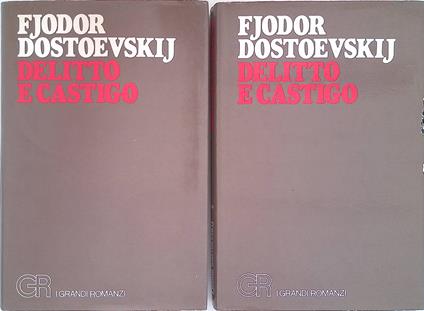 FJODOR
DOSTOEVSKIJ
DELITTO
E CASTIGO
GR I GRANDI ROMANZI
FJODOR
DOSTOEVSKIJ
DELITTO
E CASTIGO
GR I GRANDI ROMANZI